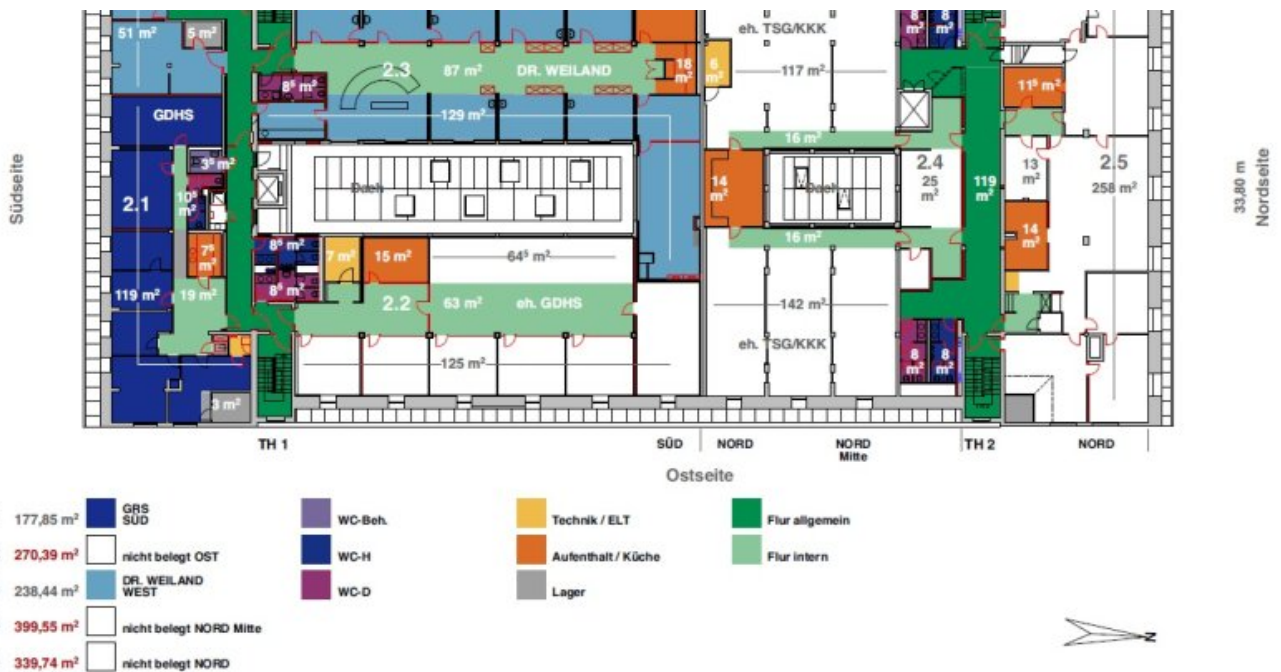 51 m²
5 m²
2.3
87 m²
DR. WEILAND
18 m²
6 m²
eh. TSG/KKK
117 m²
8 m²
8 m²
11⁵ m²
8⁵ m²
GDHS
129 m²
16 m²
3⁵ m²
2.1
10⁵ m²
Dach
14 m²
Dach
2.4
25 m²
119 m²
13 m²
2.5
258 m²
Südseite
33,80 m
Nordseite
7⁵ m²
8⁵ m²
7 m²
15 m²
64⁵ m²
16 m²
14 m²
119 m²
19 m²
8⁵ m²
2.2
63 m²
eh. GDHS
142 m²
eh. TSG/KKK
125 m²
8 m²
8 m²
3 m²
TH 1
SÜD
NORD
NORD Mitte
TH 2
NORD
Ostseite
177,85 m²
GRS SÜD
WC-Beh.
Technik / ELT
Flur allgemein
270,39 m²
nicht belegt OST
WC-H
Aufenthalt / Küche
Flur intern
238,44 m²
DR. WEILAND WEST
WC-D
Lager
399,55 m²
nicht belegt NORD Mitte
339,74 m²
nicht belegt NORD
N